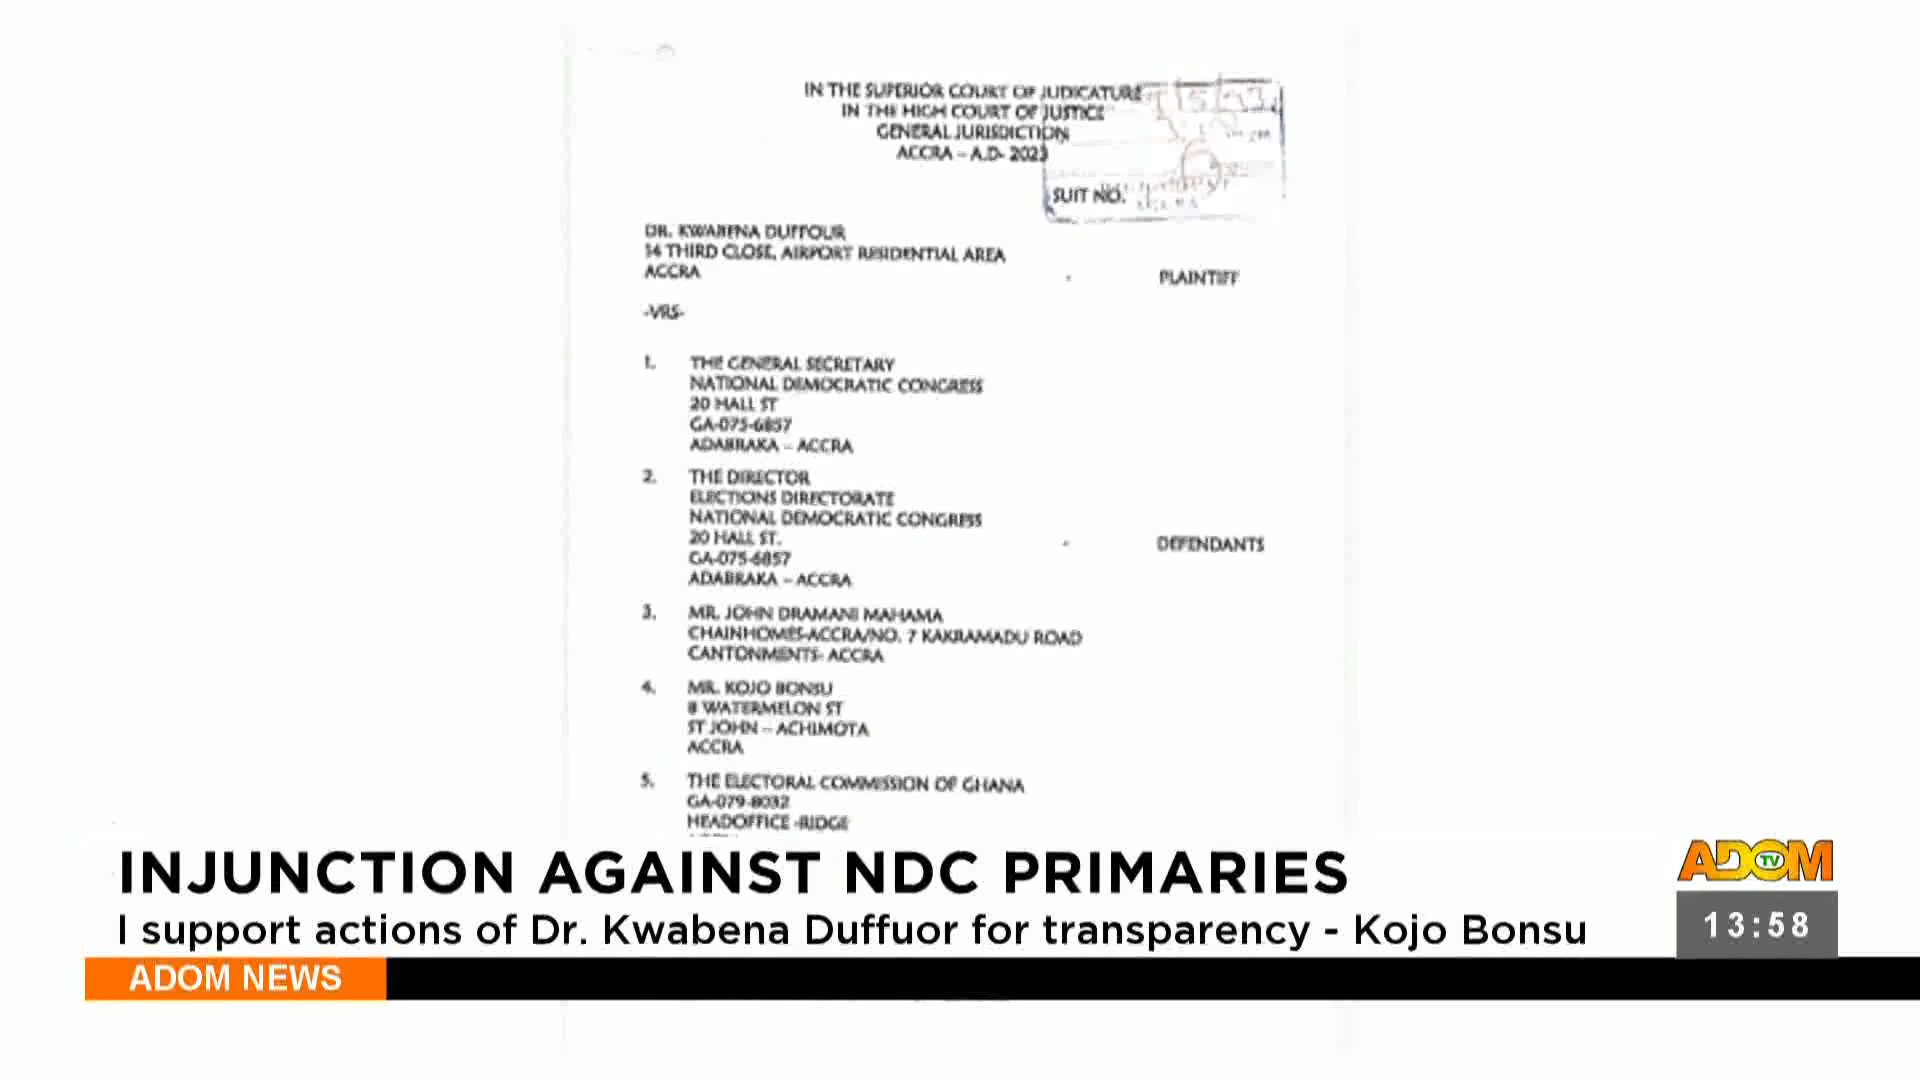 IN THE SUPERIOR COURT OF JUDICATURE
IN THE HIGH COURT OF JUSTICE
GENERAL JURISDICTION
ACCRA – A.D- 2023
SUIT NO.
DR. KWABENA DUFFOUR
14 THIRD CLOSE, AIRPORT RESIDENTIAL AREA
ACCRA - PLAINTIFF
-VRS-
1. THE GENERAL SECRETARY
NATIONAL DEMOCRATIC CONGRESS
20 HALL ST
GA-075-6857
ADABRAKA – ACCRA
2. THE DIRECTOR
ELECTIONS DIRECTORATE
NATIONAL DEMOCRATIC CONGRESS
20 HALL ST. - DEFENDANTS
GA-075-6857
ADABRAKA – ACCRA
3. MR. JOHN DRAMANI MAHAMA
CHAINHOMES-ACCRA/NO. 7 KAKRAMADU ROAD
CANTONMENTS- ACCRA
4. MR. KOJO BONSU
8 WATERMELON ST
ST JOHN – ACHIMOTA
ACCRA
5. THE ELECTORAL COMMISSION OF GHANA
GA-079-8032
HEADOFFICE -RIDGE
INJUNCTION AGAINST NDC PRIMARIES
I support actions of Dr. Kwabena Duffuor for transparency - Kojo Bonsu
ADOM NEWS
ADOM TV
13:58